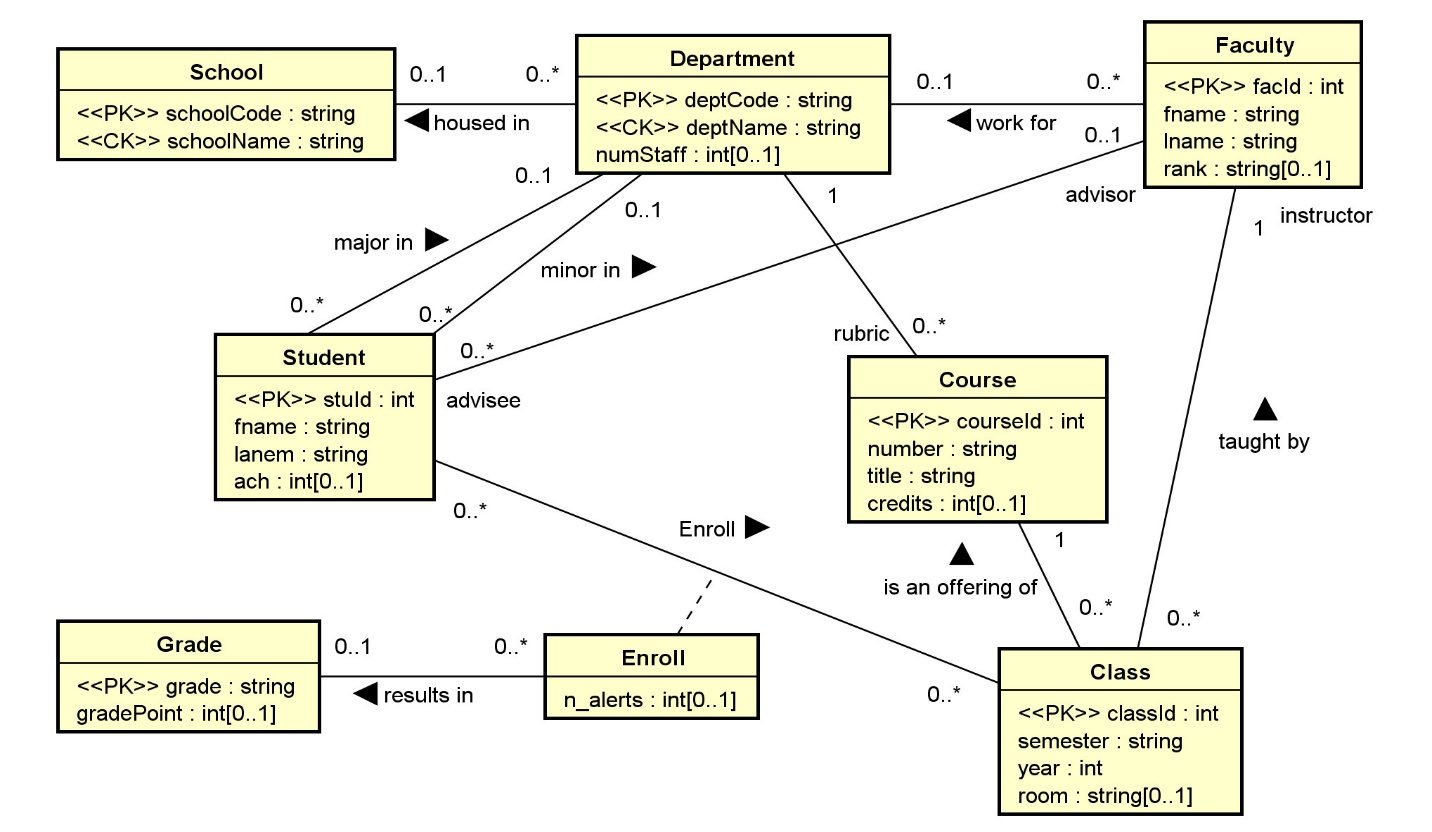 School
<<PK>> schoolCode : string
<<CK>> schoolName : string
0..1
0..*
housed in
Department
<<PK>> deptCode : string
<<CK>> deptName : string
numStaff : int[0..1]
0..1
0..*
work for
Faculty
<<PK>> facId : int
fname : string
lname : string
rank : string[0..1]
0..1
advisor
1
instructor
0..1
0..1
1
major in
minor in
0..*
0..*
0..*
advisee
rubric
0..*
Student
<<PK>> stuId : int
fname : string
lanem : string
ach : int[0..1]
Course
<<PK>> courseId : int
number : string
title : string
credits : int[0..1]
taught by
0..*
Enroll
1
is an offering of
0..*
0..*
Grade
<<PK>> grade : string
gradePoint : int[0..1]
0..1
0..*
results in
Enroll
n_alerts : int[0..1]
0..*
Class
<<PK>> classId : int
semester : string
year : int
room : string[0..1]